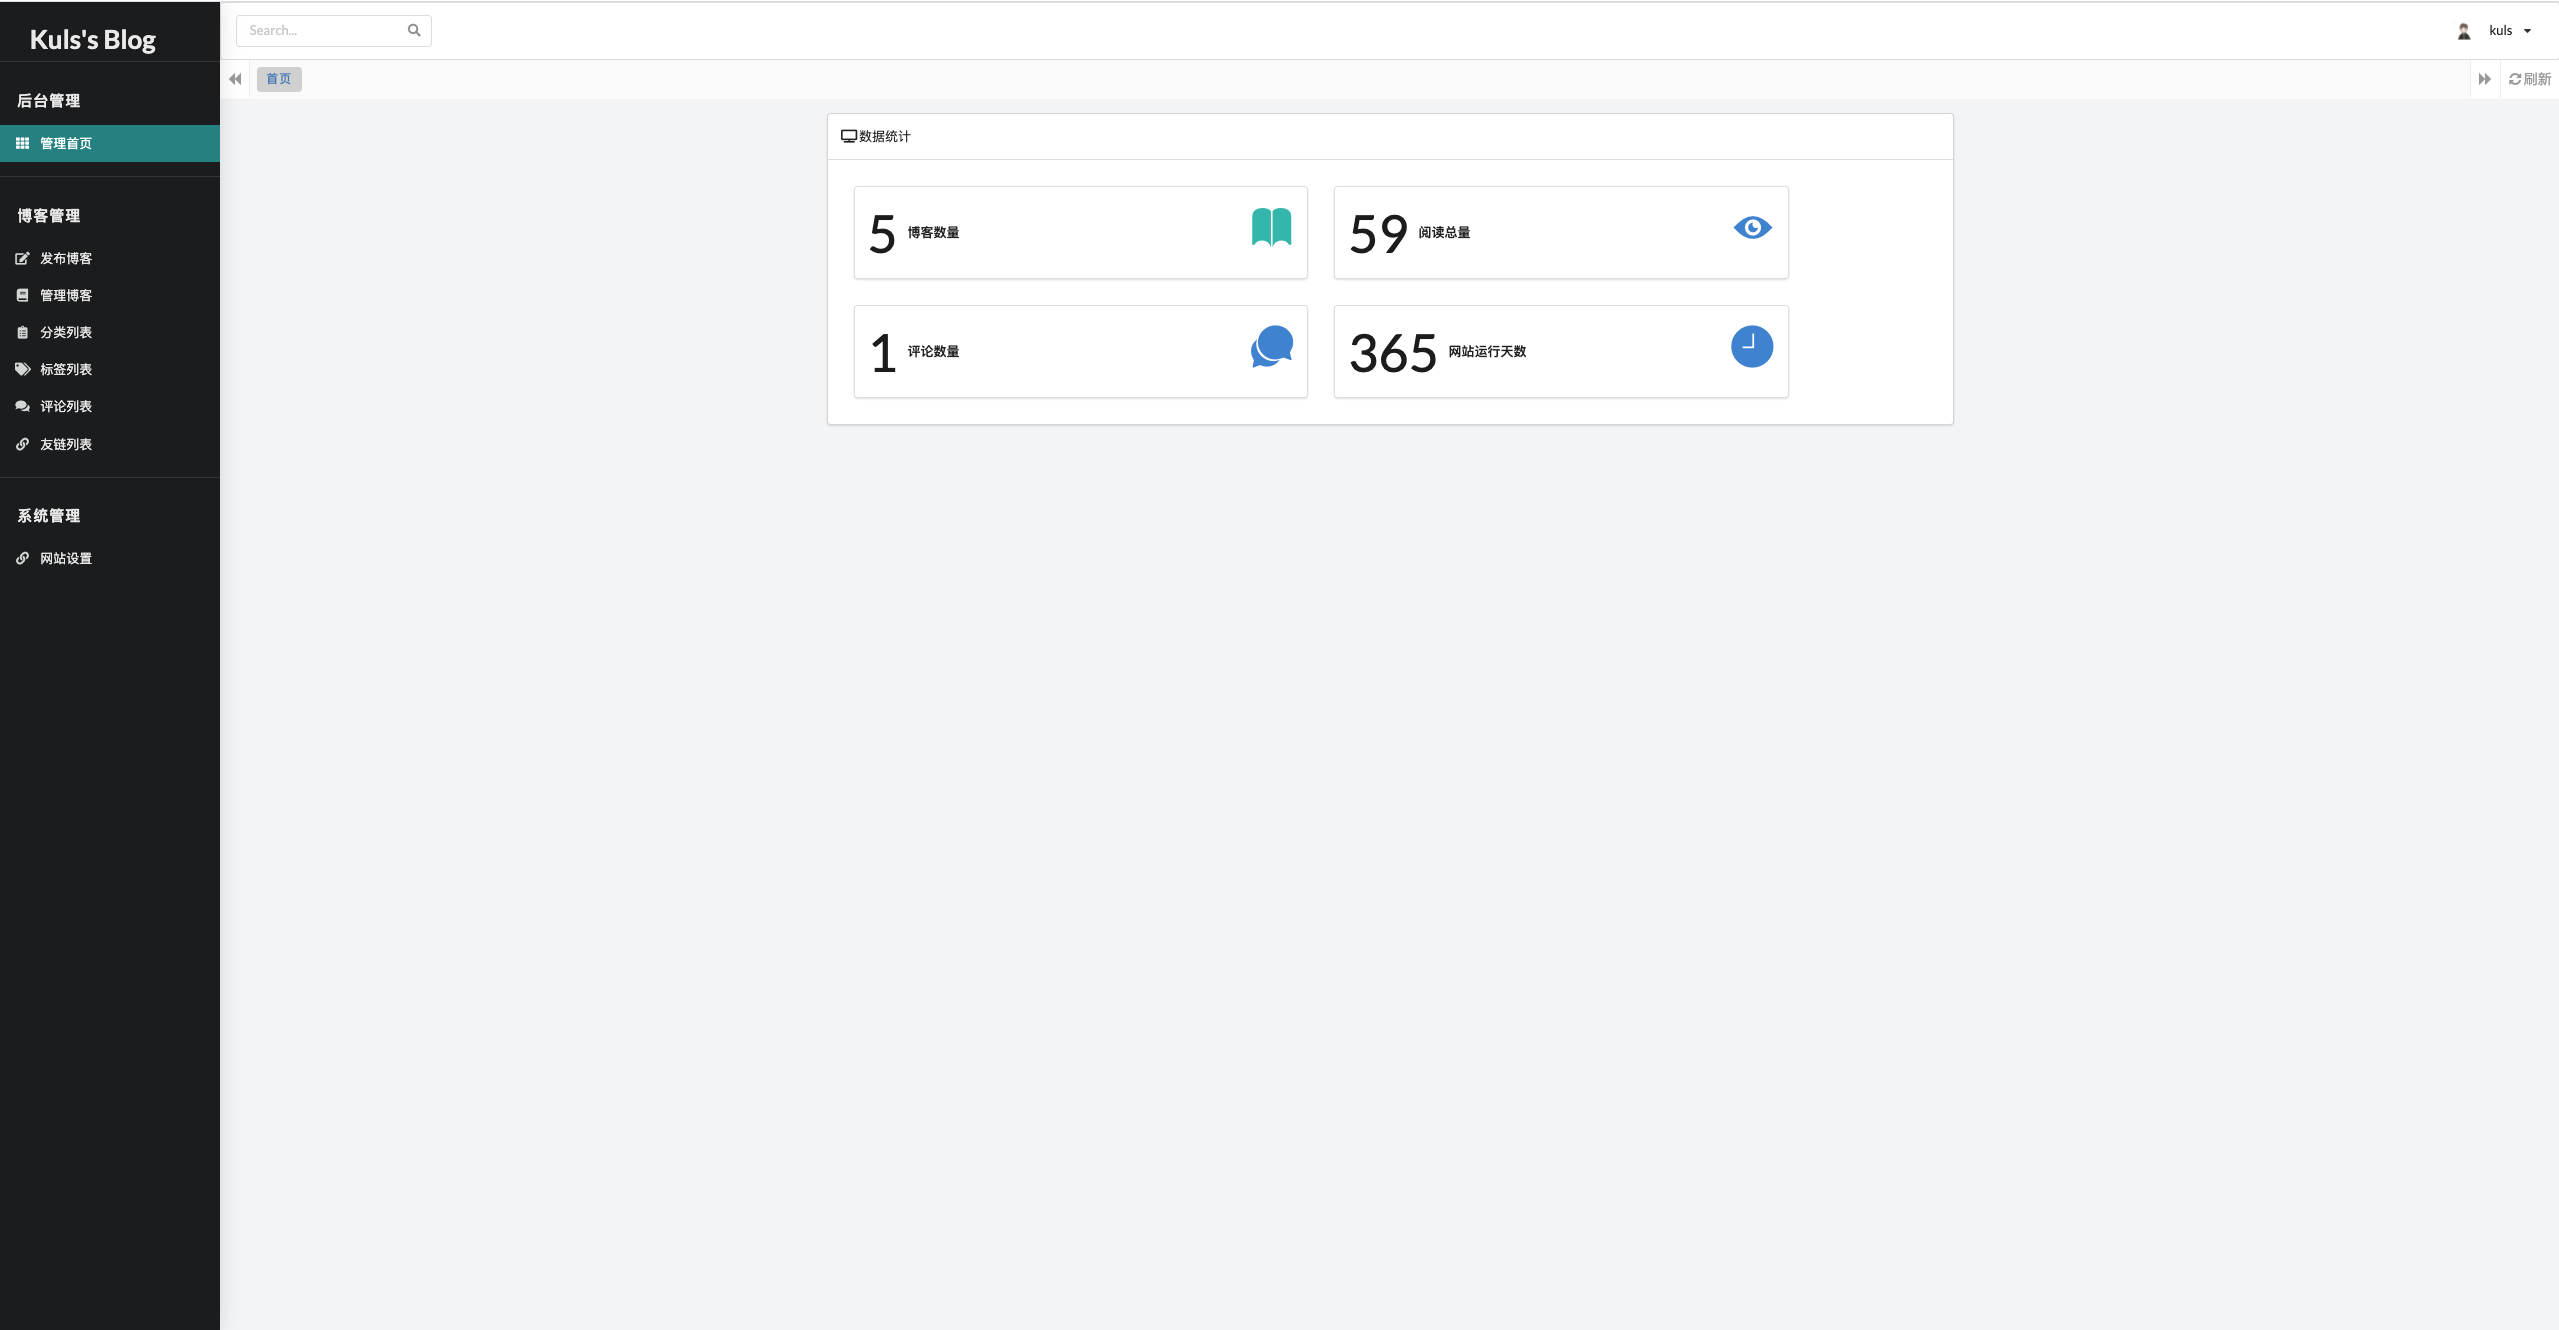 Kuls's Blog
后台管理
管理首页
博客管理
发布博客
管理博客
分类列表
标签列表
评论列表
友链列表
系统管理
网站设置
Search...
kuls
首页
刷新
数据统计
5 博客数量
59 阅读总量
1 评论数量
365 网站运行天数